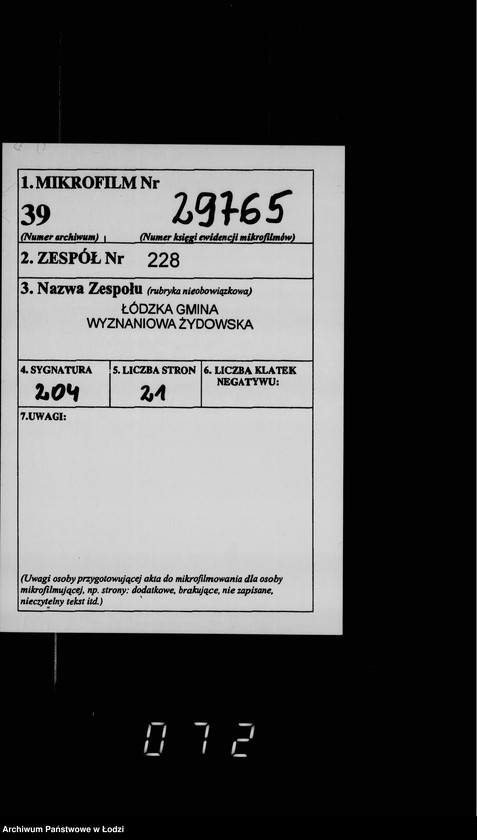 1. MIKROFILM Nr
39 29765
(Numer archiwum) (Numer księgi ewidencji mikrofilmów)
2. ZESPÓŁ Nr 228
3. Nazwa Zespołu (rubryka nieobowiązkowa)
ŁÓDZKA GMINA
WYZNANIOWA ŻYDOWSKA
4. SYGNATURA 5. LICZBA STRON 6. LICZBA KLATEK
NEGATYWU:
204 21
7.UWAGI:
(Uwagi osoby przygotowującej akta do mikrofilmowania dla osoby
mikrofilmującej, np. strony: dodatkowe, brakujące, nie zapisane,
nieczytelny tekst itd.)
072
Archiwum Państwowe w Łodzi